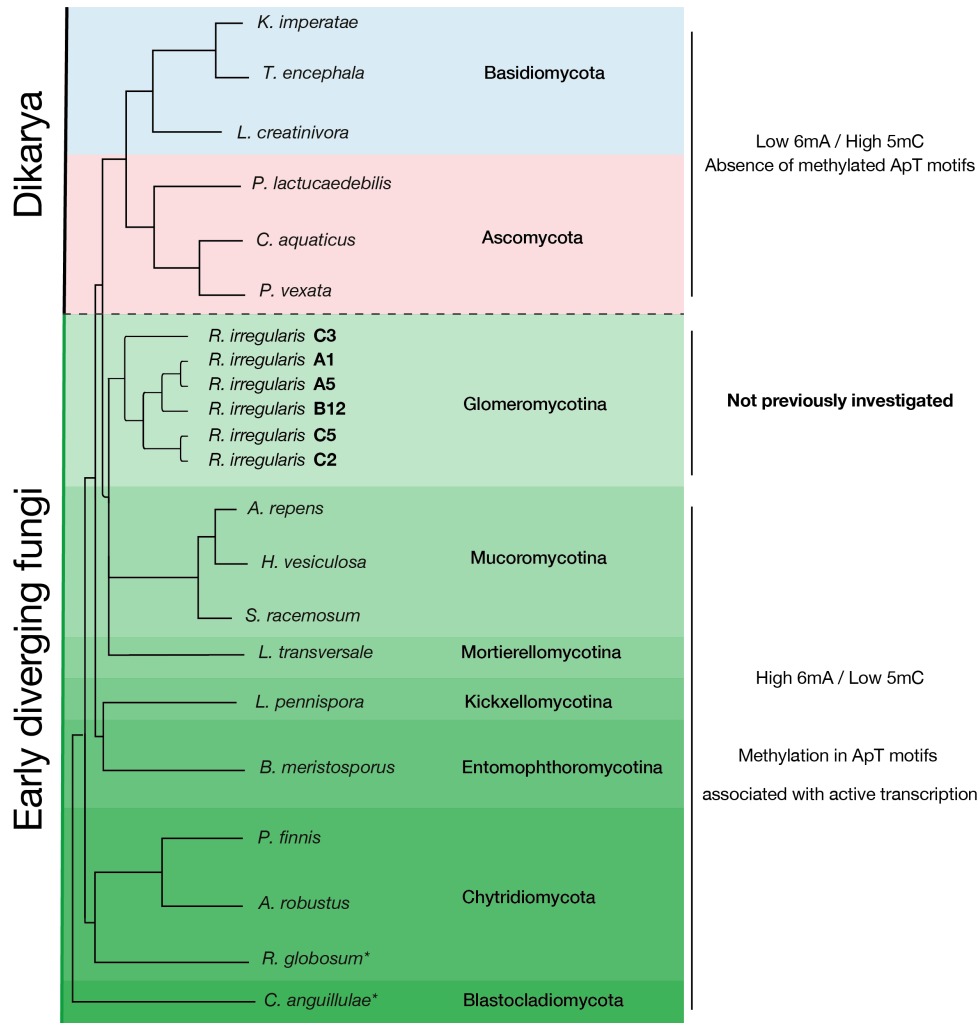 Dikarya
K. imperatae
T. encephala
Basidiomycota
L. creatinivora
Low 6mA / High 5mC
Absence of methylated ApT motifs
P. lactucaedebilis
C. aquaticus
Ascomycota
P. vexata
Early diverging fungi
R. irregularis C3
R. irregularis A1
R. irregularis A5
R. irregularis B12
R. irregularis C5
R. irregularis C2
Glomeromycotina
Not previously investigated
A. repens
H. vesiculosa
Mucoromycotina
S. racemosum
L. transversale
Mortierellomycotina
L. pennispora
Kickxellomycotina
B. meristosporus
Entomophthoromycotina
High 6mA / Low 5mC
Methylation in ApT motifs
associated with active transcription
P. finnis
A. robustus
Chytridiomycota
R. globosum*
C. anguillulae*
Blastocladiomycota